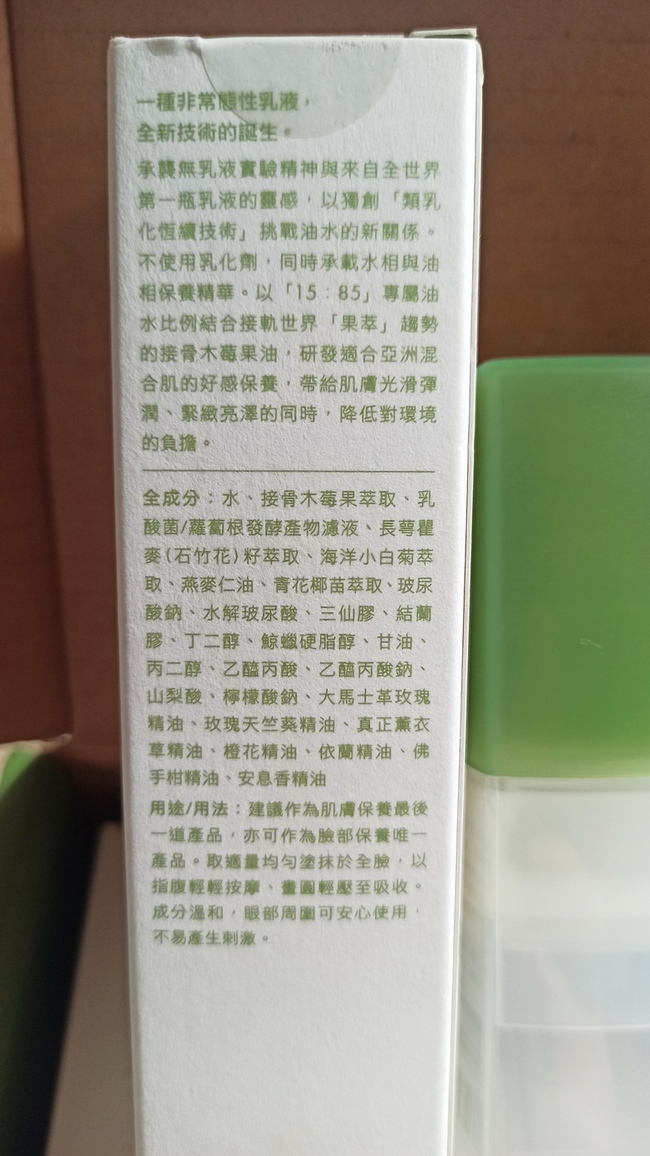 一種非常態性乳液，
全新技術的誕生。
承襲無乳液實驗精神與來自全世界
第一瓶乳液的靈感，以獨創「類乳
化恆續技術」挑戰油水的新關係。
不使用乳化劑，同時承載水相與油
相保養精華。以「15：85」專屬油
水比例結合接軌世界「果萃」趨勢
的接骨木莓果油，研發適合亞洲混
合肌的好感保養，帶給肌膚光滑彈
潤、緊緻亮澤的同時，降低對環境
的負擔。
全成分：水、接骨木莓果萃取、乳
酸菌/蘿蔔根發酵產物濾液、長萼瞿
麥(石竹花)籽萃取、海洋小白菊萃
取、燕麥仁油、青花椰苗萃取、玻尿
酸鈉、水解玻尿酸、三仙膠、結蘭
膠、丁二醇、鯨蠟硬脂醇、甘油、
丙二醇、乙醯丙酸、乙醯丙酸鈉、
山梨酸、檸檬酸鈉、大馬士革玫瑰
精油、玫瑰天竺葵精油、真正薰衣
草精油、橙花精油、依蘭精油、佛
手柑精油、安息香精油
用途/用法：建議作為肌膚保養最後
一道產品，亦可作為臉部保養唯一
產品。取適量均勻塗抹於全臉，以
指腹輕輕按摩、畫圓輕壓至吸收。
成分溫和，眼部周圍可安心使用，
不易產生刺激。